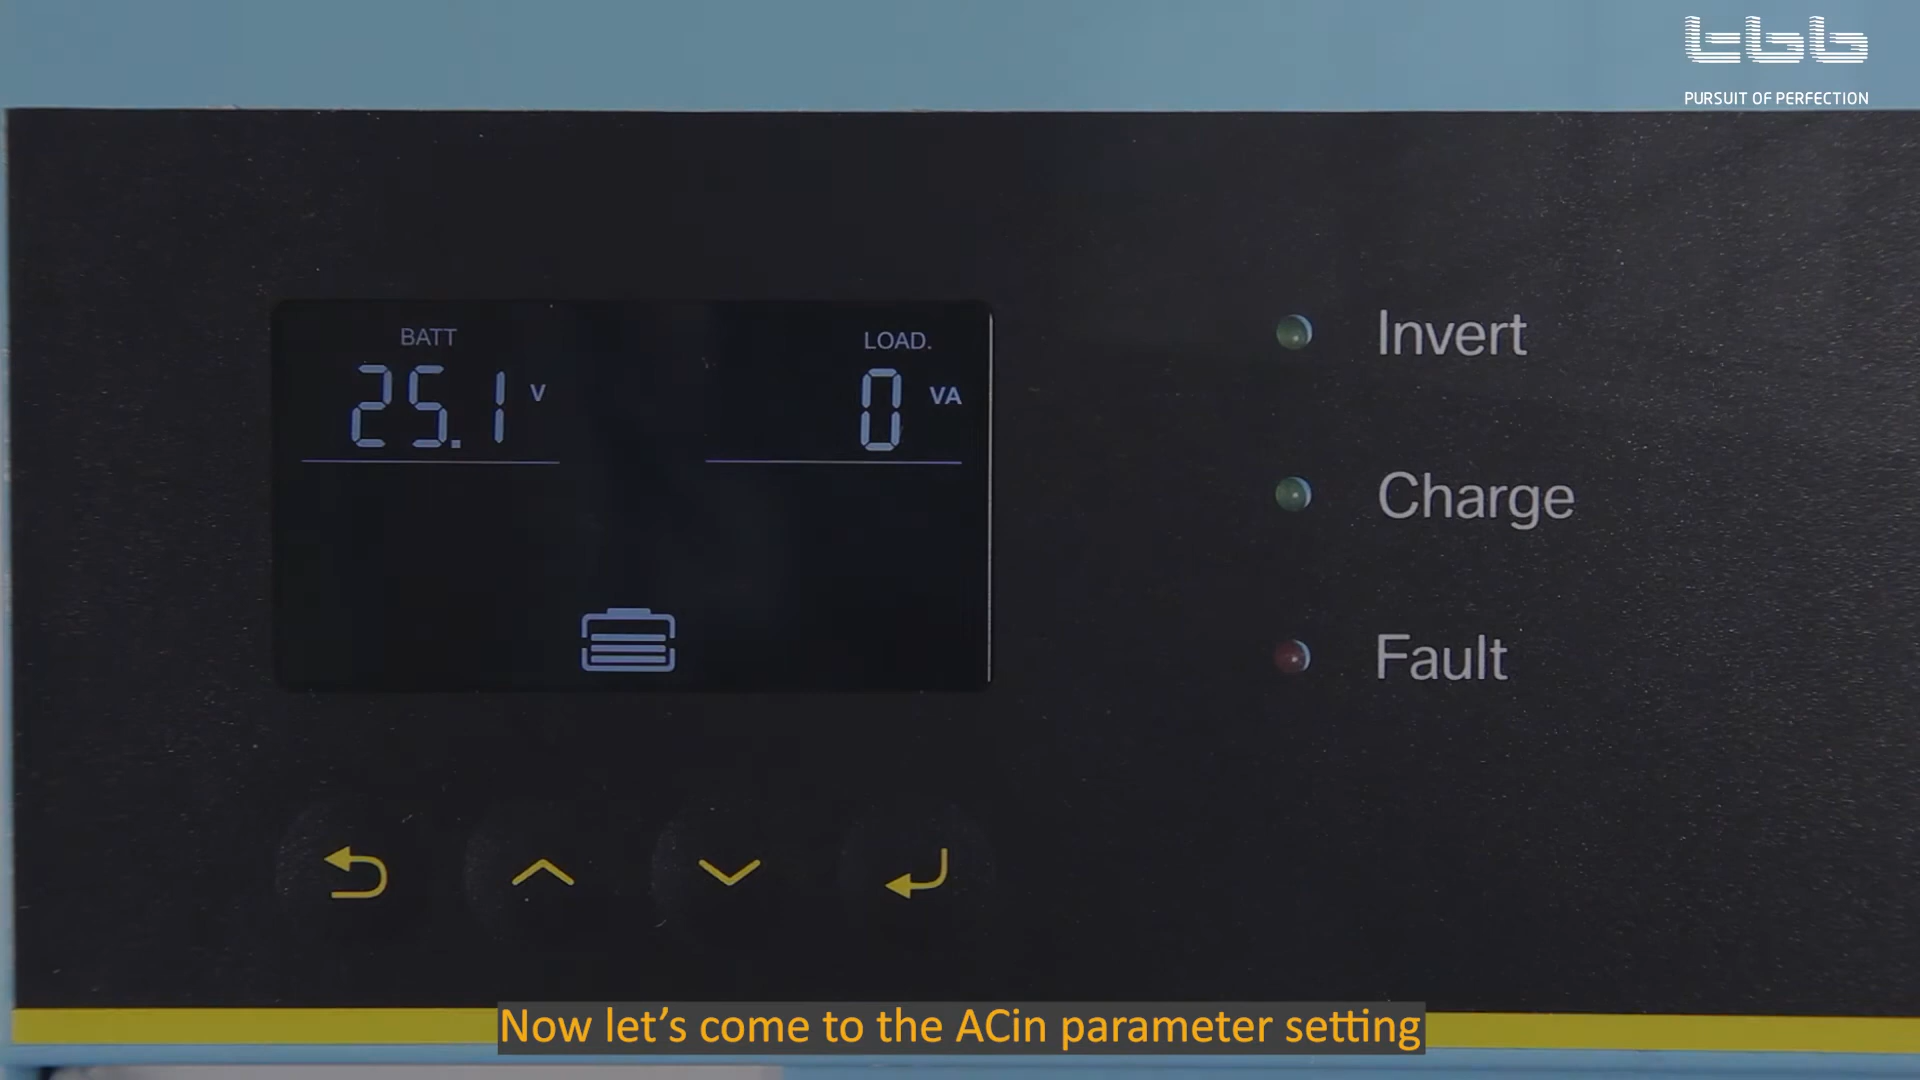 tbb
PURSUIT OF PERFECTION
BATT
25.1 V
LOAD.
0 VA
Invert
Charge
Fault
Now let's come to the ACin parameter setting